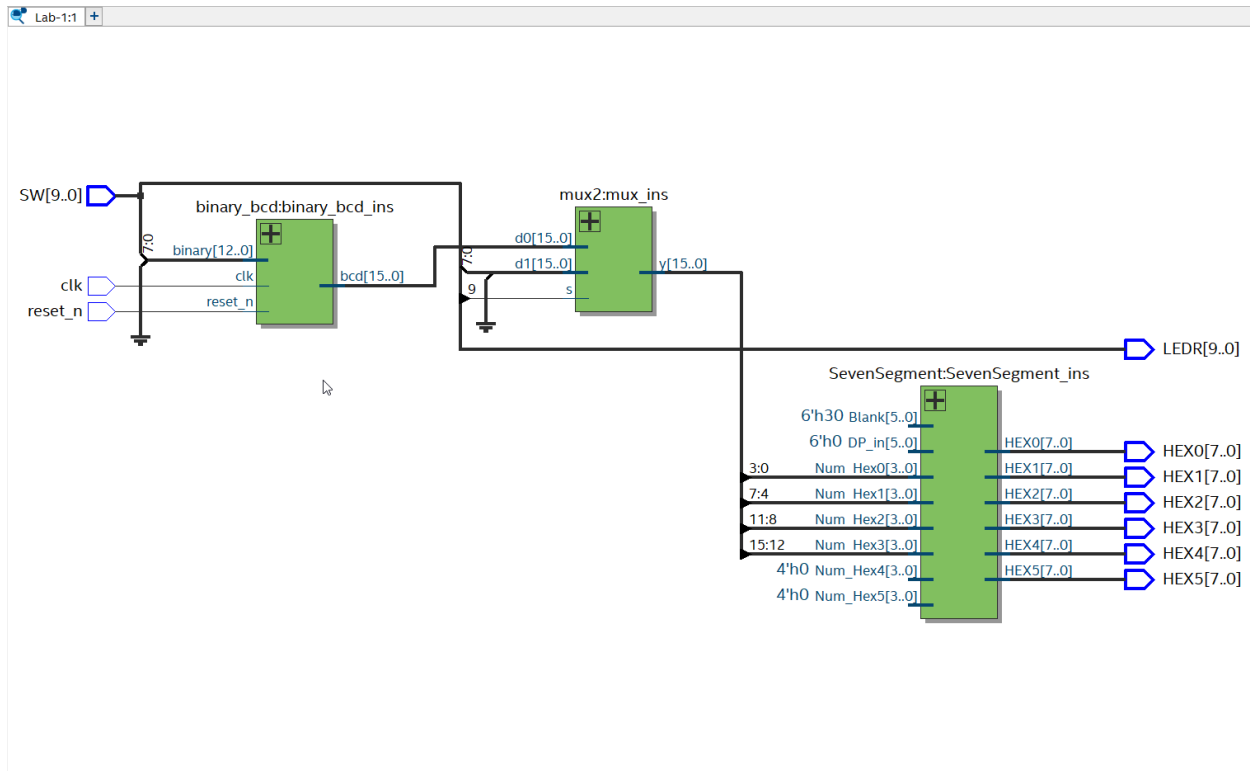 Lab-1:1
+
SW[9..0]
7:0
binary_bcd:binary_bcd_ins
binary[12..0]
clk
reset_n
bcd[15..0]
clk
reset_n
mux2:mux_ins
7:0
d0[15..0]
d1[15..0]
9
s
y[15..0]
LEDR[9..0]
SevenSegment:SevenSegment_ins
6'h30 Blank[5..0]
6'h0 DP_in[5..0]
3:0 Num_Hex0[3..0]
7:4 Num_Hex1[3..0]
11:8 Num_Hex2[3..0]
15:12 Num_Hex3[3..0]
4'h0 Num_Hex4[3..0]
4'h0 Num_Hex5[3..0]
HEX0[7..0] HEX0[7..0]
HEX1[7..0] HEX1[7..0]
HEX2[7..0] HEX2[7..0]
HEX3[7..0] HEX3[7..0]
HEX4[7..0] HEX4[7..0]
HEX5[7..0] HEX5[7..0]